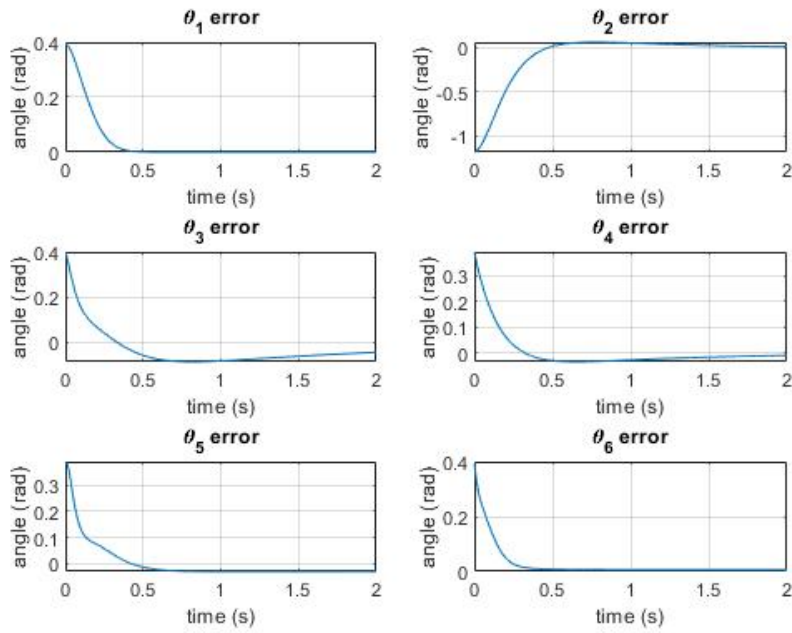 θ1 error
θ2 error
angle (rad)
0.4
0.2
0
0
0.5
1
1.5
2
time (s)
angle (rad)
0
-0.5
-1
0
0.5
1
1.5
2
time (s)
θ3 error
θ4 error
angle (rad)
0.4
0.2
0
0
0.5
1
1.5
2
time (s)
angle (rad)
0.3
0.2
0.1
0
0
0.5
1
1.5
2
time (s)
θ5 error
θ6 error
angle (rad)
0.3
0.2
0.1
0
0
0.5
1
1.5
2
time (s)
angle (rad)
0.4
0.2
0
0
0.5
1
1.5
2
time (s)